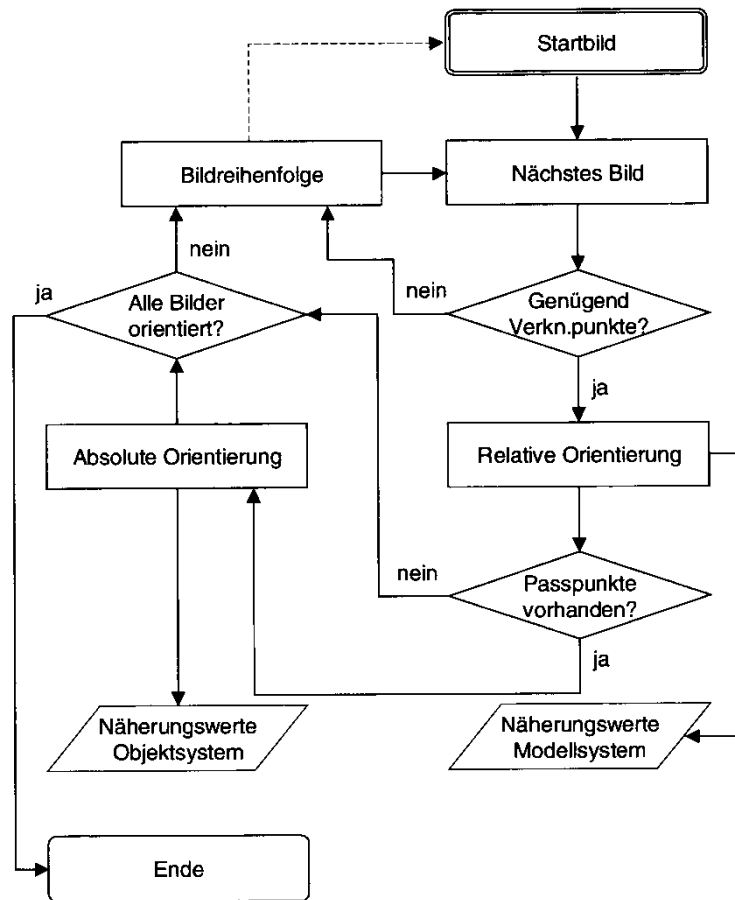 Startbild
Bildreihenfolge
Nächstes Bild
nein
ja
Alle Bilder
orientiert?
nein
Genügend
Verkn.punkte?
ja
Absolute Orientierung
Relative Orientierung
nein
Passpunkte
vorhanden?
ja
Näherungswerte
Objektsystem
Näherungswerte
Modellsystem
Ende